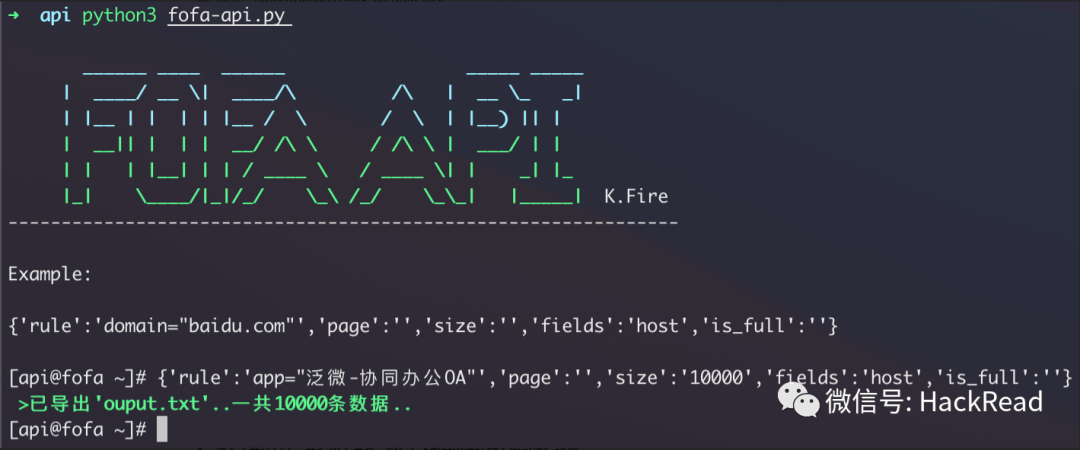 ➜ api python3 fofa-api.py
FOFA API
K.Fire
------------------------------------------------------------------
Example:
{'rule':'domain="baidu.com"','page':'','size':'','fields':'host','is_full':''}
[api@fofa ~]# {'rule':'app="泛微-协同办公OA"','page':'','size':'10000','fields':'host','is_full':''}
>已导出'ouput.txt'..一共10000条数据..
[api@fofa ~]#
微信号: HackRead